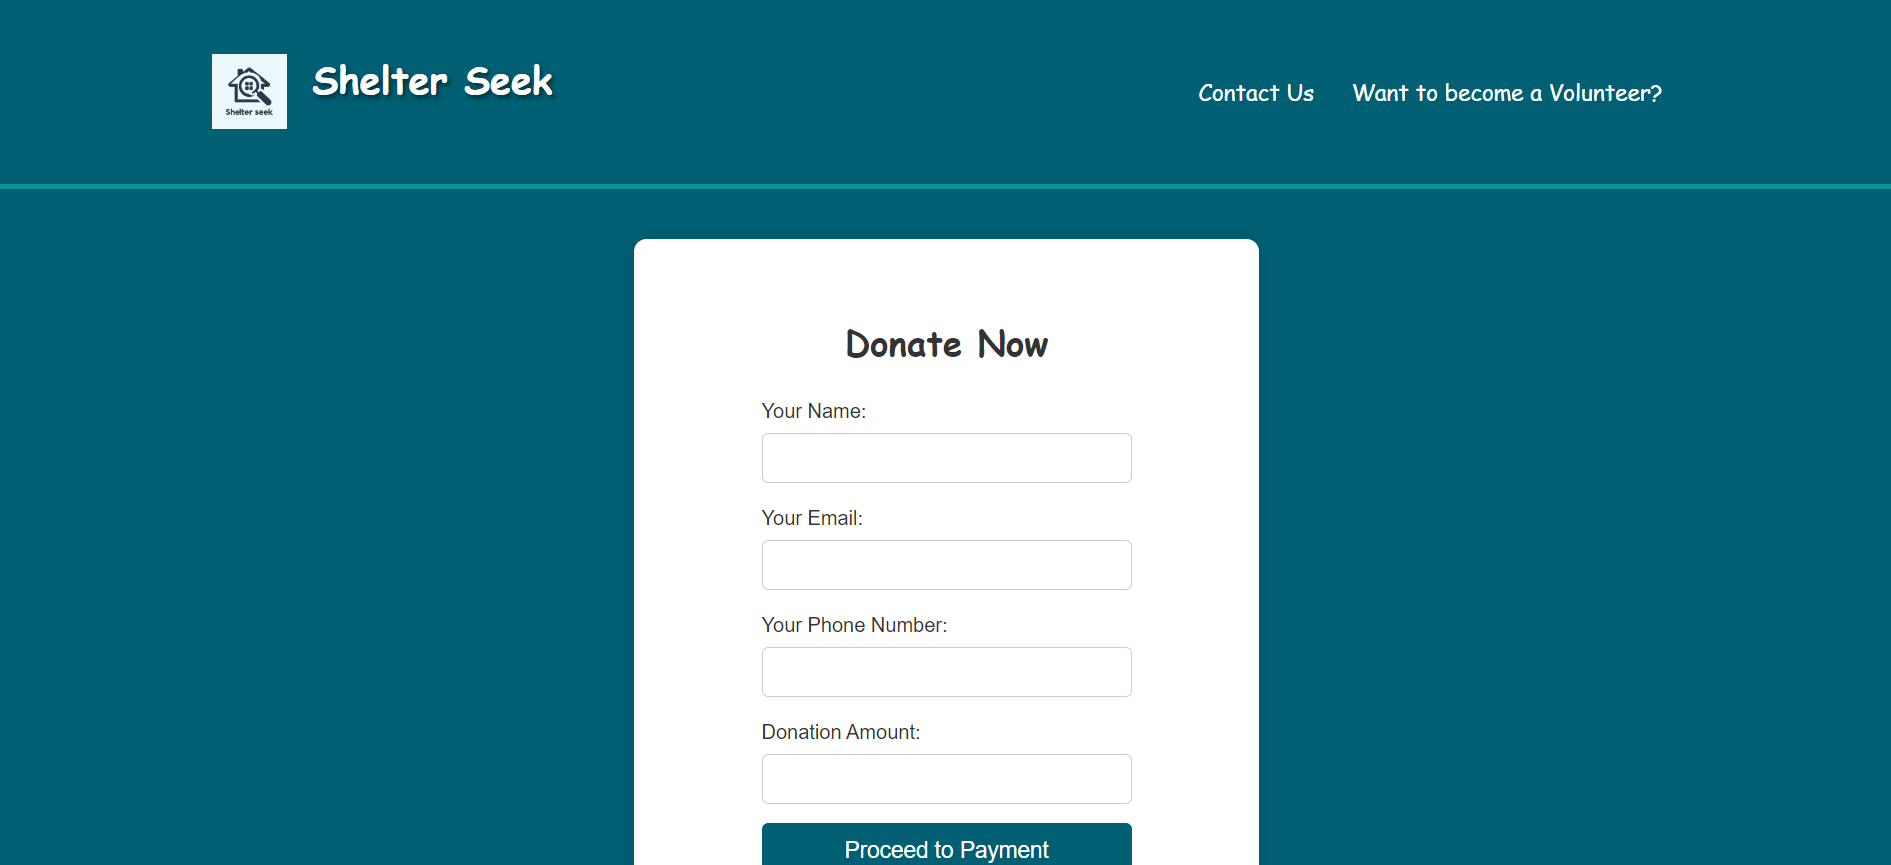 Shelter seek
Shelter Seek
Contact Us
Want to become a Volunteer?
Donate Now
Your Name:
Your Email:
Your Phone Number:
Donation Amount:
Proceed to Payment